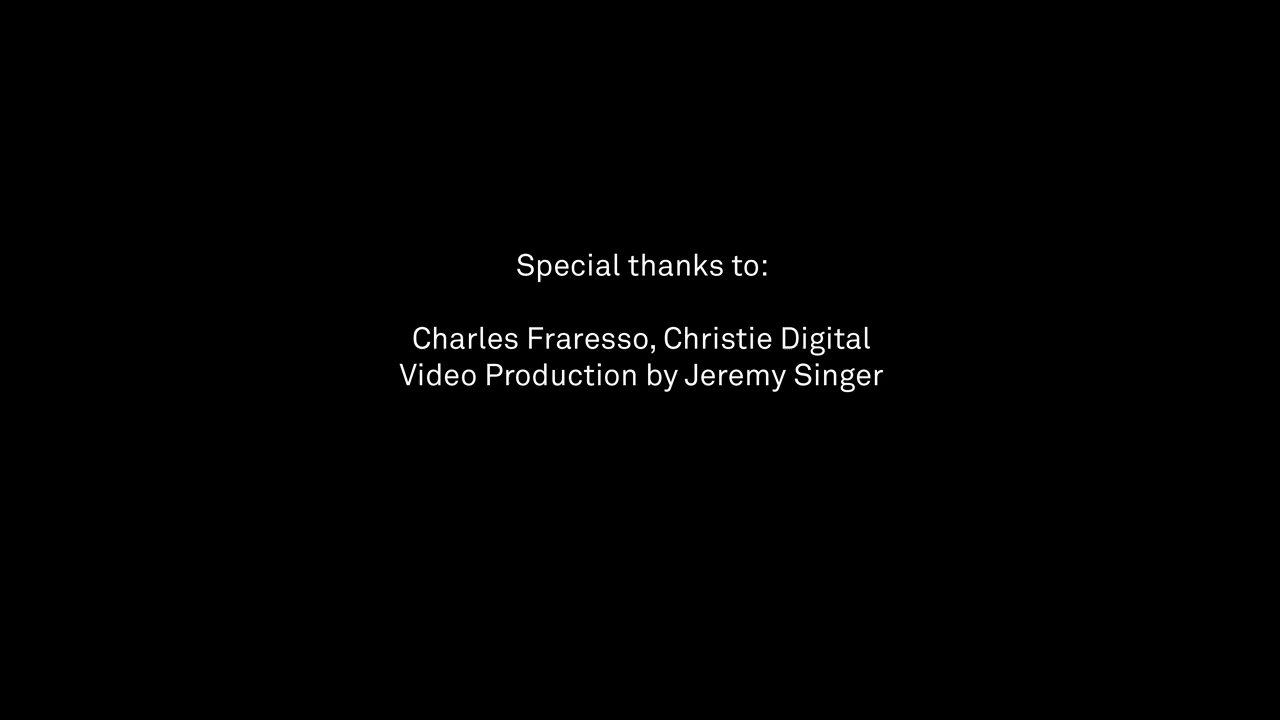 Special thanks to:
Charles Fraresso, Christie Digital
Video Production by Jeremy Singer